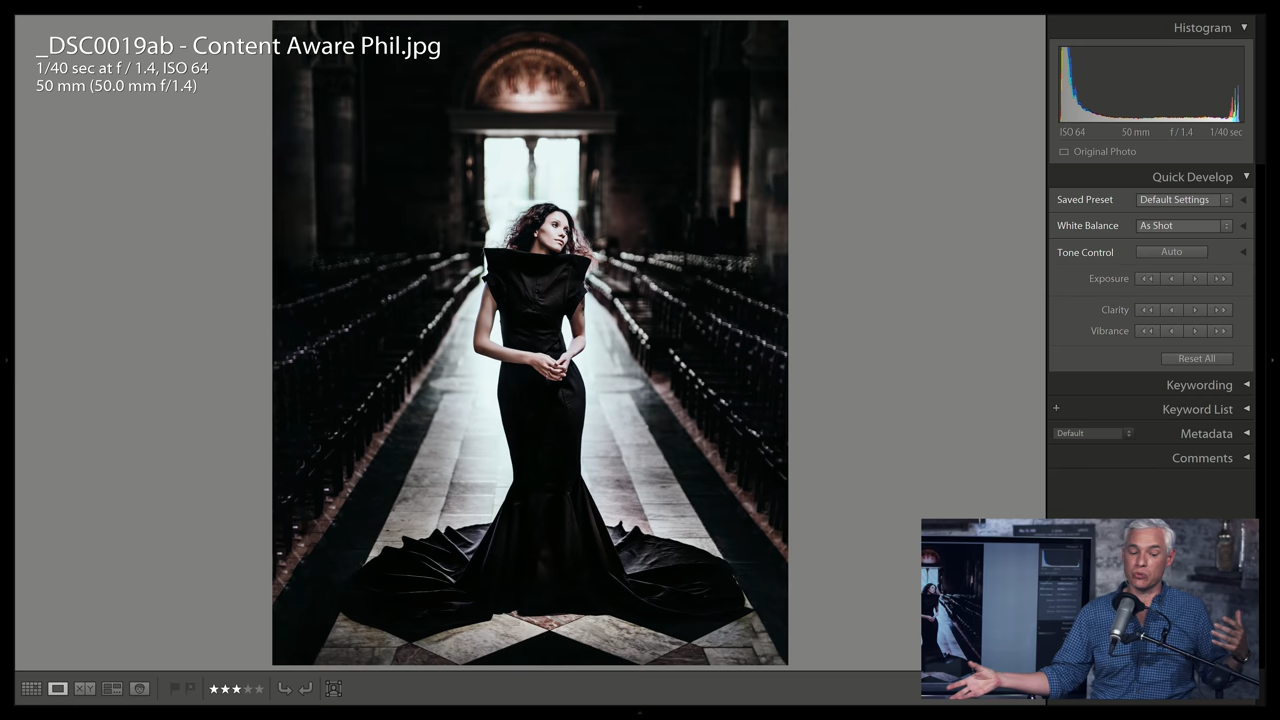 _DSC0019ab - Content Aware Phil.jpg
1/40 sec at f / 1.4, ISO 64
50 mm (50.0 mm f/1.4)
Histogram
ISO 64 50 mm f / 1.4 1/40 sec
Original Photo
Quick Develop
Saved Preset Default Settings
White Balance As Shot
Tone Control Auto
Exposure
Clarity
Vibrance
Reset All
Keywording
+ Keyword List
Default Metadata
Comments
XY